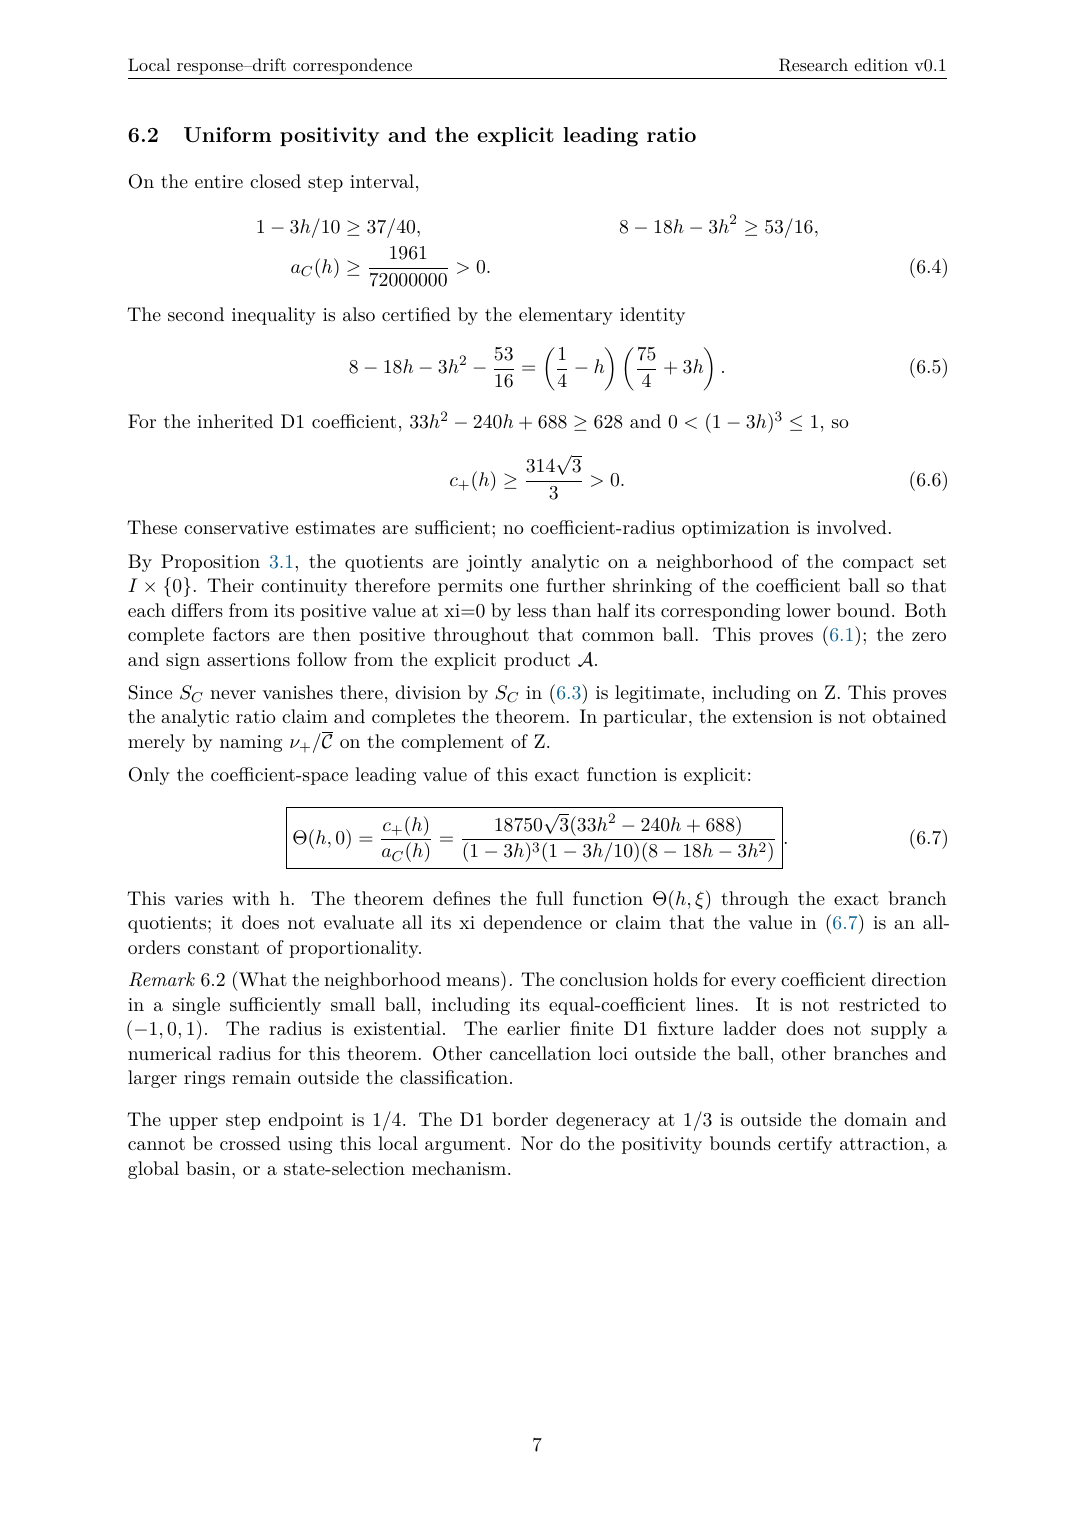 Local response–drift correspondence Research edition v0.1
6.2 Uniform positivity and the explicit leading ratio
On the entire closed step interval,
1 − 3h/10 ≥ 37/40, 8 − 18h − 3h² ≥ 53/16,
a_C(h) ≥ 1961/72000000 > 0. (6.4)
The second inequality is also certified by the elementary identity
8 − 18h − 3h² − 53/16 = (1/4 − h)(75/4 + 3h). (6.5)
For the inherited D1 coefficient, 33h² − 240h + 688 ≥ 628 and 0 < (1 − 3h)³ ≤ 1, so
c₊(h) ≥ 314√3/3 > 0. (6.6)
These conservative estimates are sufficient; no coefficient-radius optimization is involved.
By Proposition 3.1, the quotients are jointly analytic on a neighborhood of the compact set
I × {0}. Their continuity therefore permits one further shrinking of the coefficient ball so that
each differs from its positive value at xi=0 by less than half its corresponding lower bound. Both
complete factors are then positive throughout that common ball. This proves (6.1); the zero
and sign assertions follow from the explicit product 𝒜.
Since S_C never vanishes there, division by S_C in (6.3) is legitimate, including on Z. This proves
the analytic ratio claim and completes the theorem. In particular, the extension is not obtained
merely by naming ν₊/𝒞̅ on the complement of Z.
Only the coefficient-space leading value of this exact function is explicit:
Θ(h, 0) = c₊(h)/a_C(h) = 18750√3(33h² − 240h + 688)/((1 − 3h)³(1 − 3h/10)(8 − 18h − 3h²)). (6.7)
This varies with h. The theorem defines the full function Θ(h, ξ) through the exact branch
quotients; it does not evaluate all its xi dependence or claim that the value in (6.7) is an all-
orders constant of proportionality.
Remark 6.2 (What the neighborhood means). The conclusion holds for every coefficient direction
in a single sufficiently small ball, including its equal-coefficient lines. It is not restricted to
(−1, 0, 1). The radius is existential. The earlier finite D1 fixture ladder does not supply a
numerical radius for this theorem. Other cancellation loci outside the ball, other branches and
larger rings remain outside the classification.
The upper step endpoint is 1/4. The D1 border degeneracy at 1/3 is outside the domain and
cannot be crossed using this local argument. Nor do the positivity bounds certify attraction, a
global basin, or a state-selection mechanism.
7